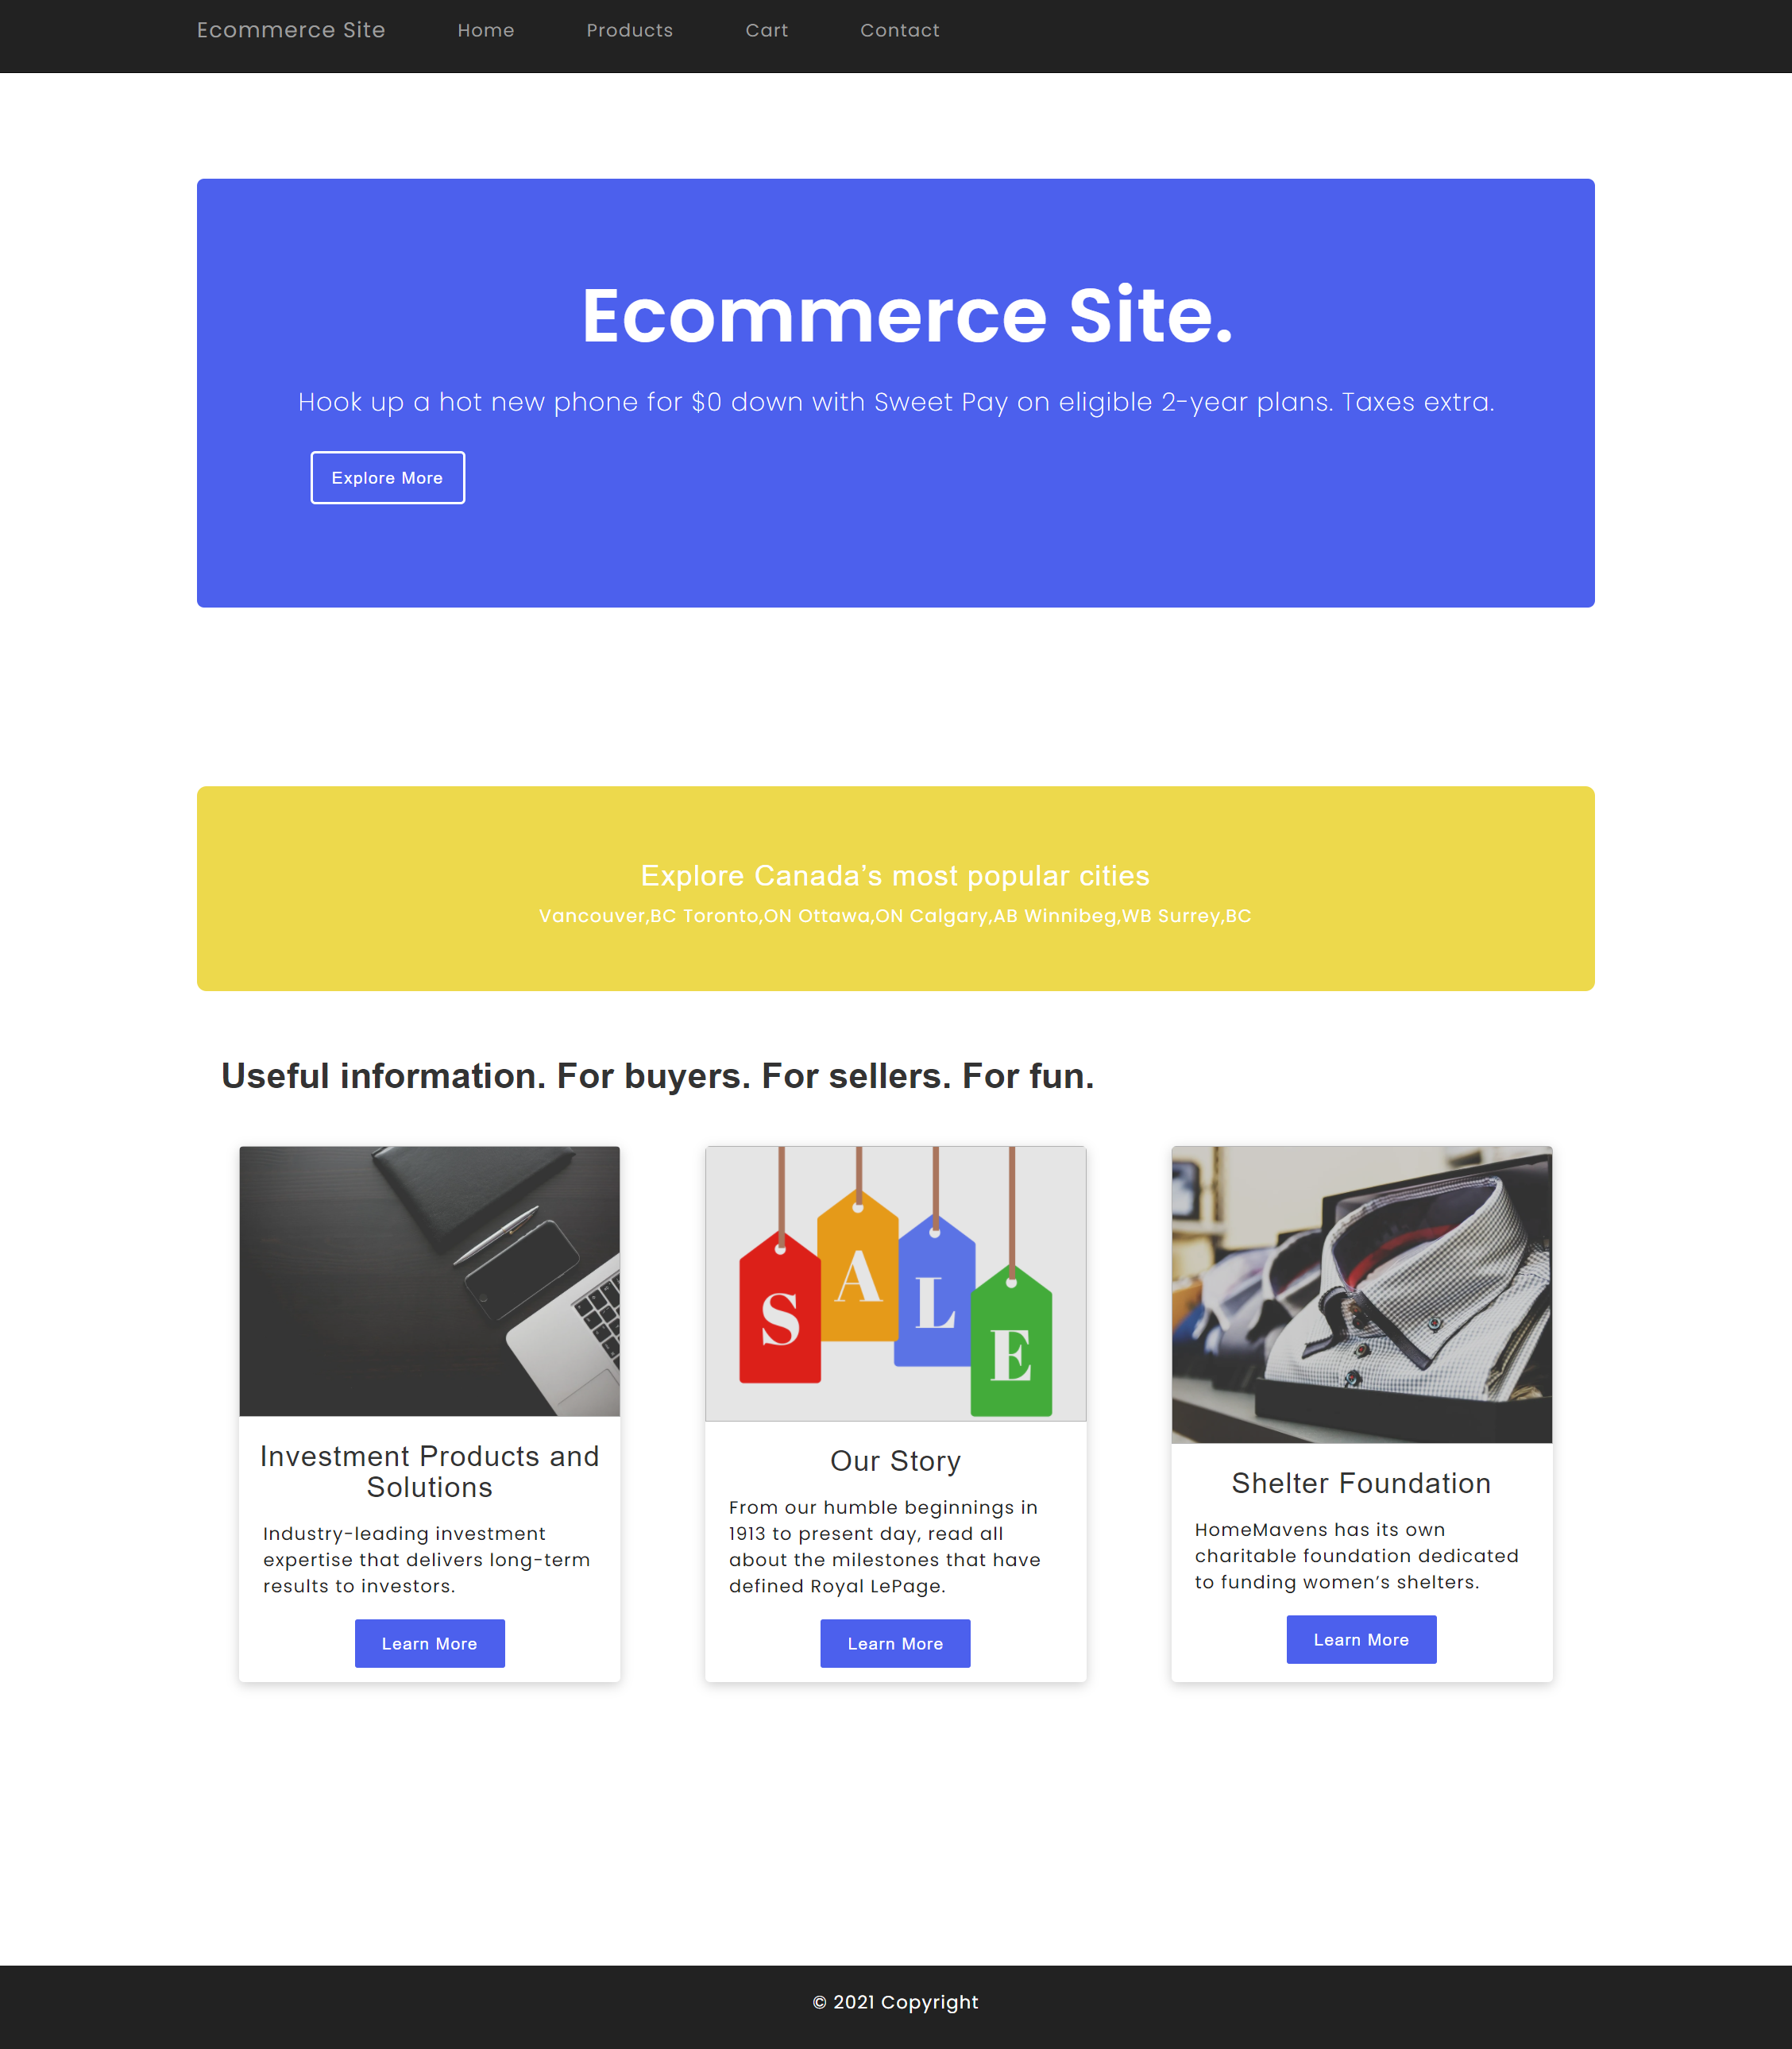 Ecommerce Site Home Products Cart Contact
Ecommerce Site.
Hook up a hot new phone for $0 down with Sweet Pay on eligible 2-year plans. Taxes extra.
Explore More
Explore Canada’s most popular cities
Vancouver,BC Toronto,ON Ottawa,ON Calgary,AB Winnibeg,WB Surrey,BC
Useful information. For buyers. For sellers. For fun.
Investment Products and
Solutions
Industry-leading investment
expertise that delivers long-term
results to investors.
Learn More
S A L E
Our Story
From our humble beginnings in
1913 to present day, read all
about the milestones that have
defined Royal LePage.
Learn More
Shelter Foundation
HomeMavens has its own
charitable foundation dedicated
to funding women’s shelters.
Learn More
© 2021 Copyright